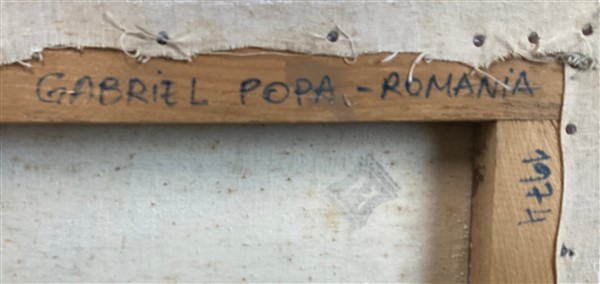 GABRIEL POPA - ROMANIA
1974